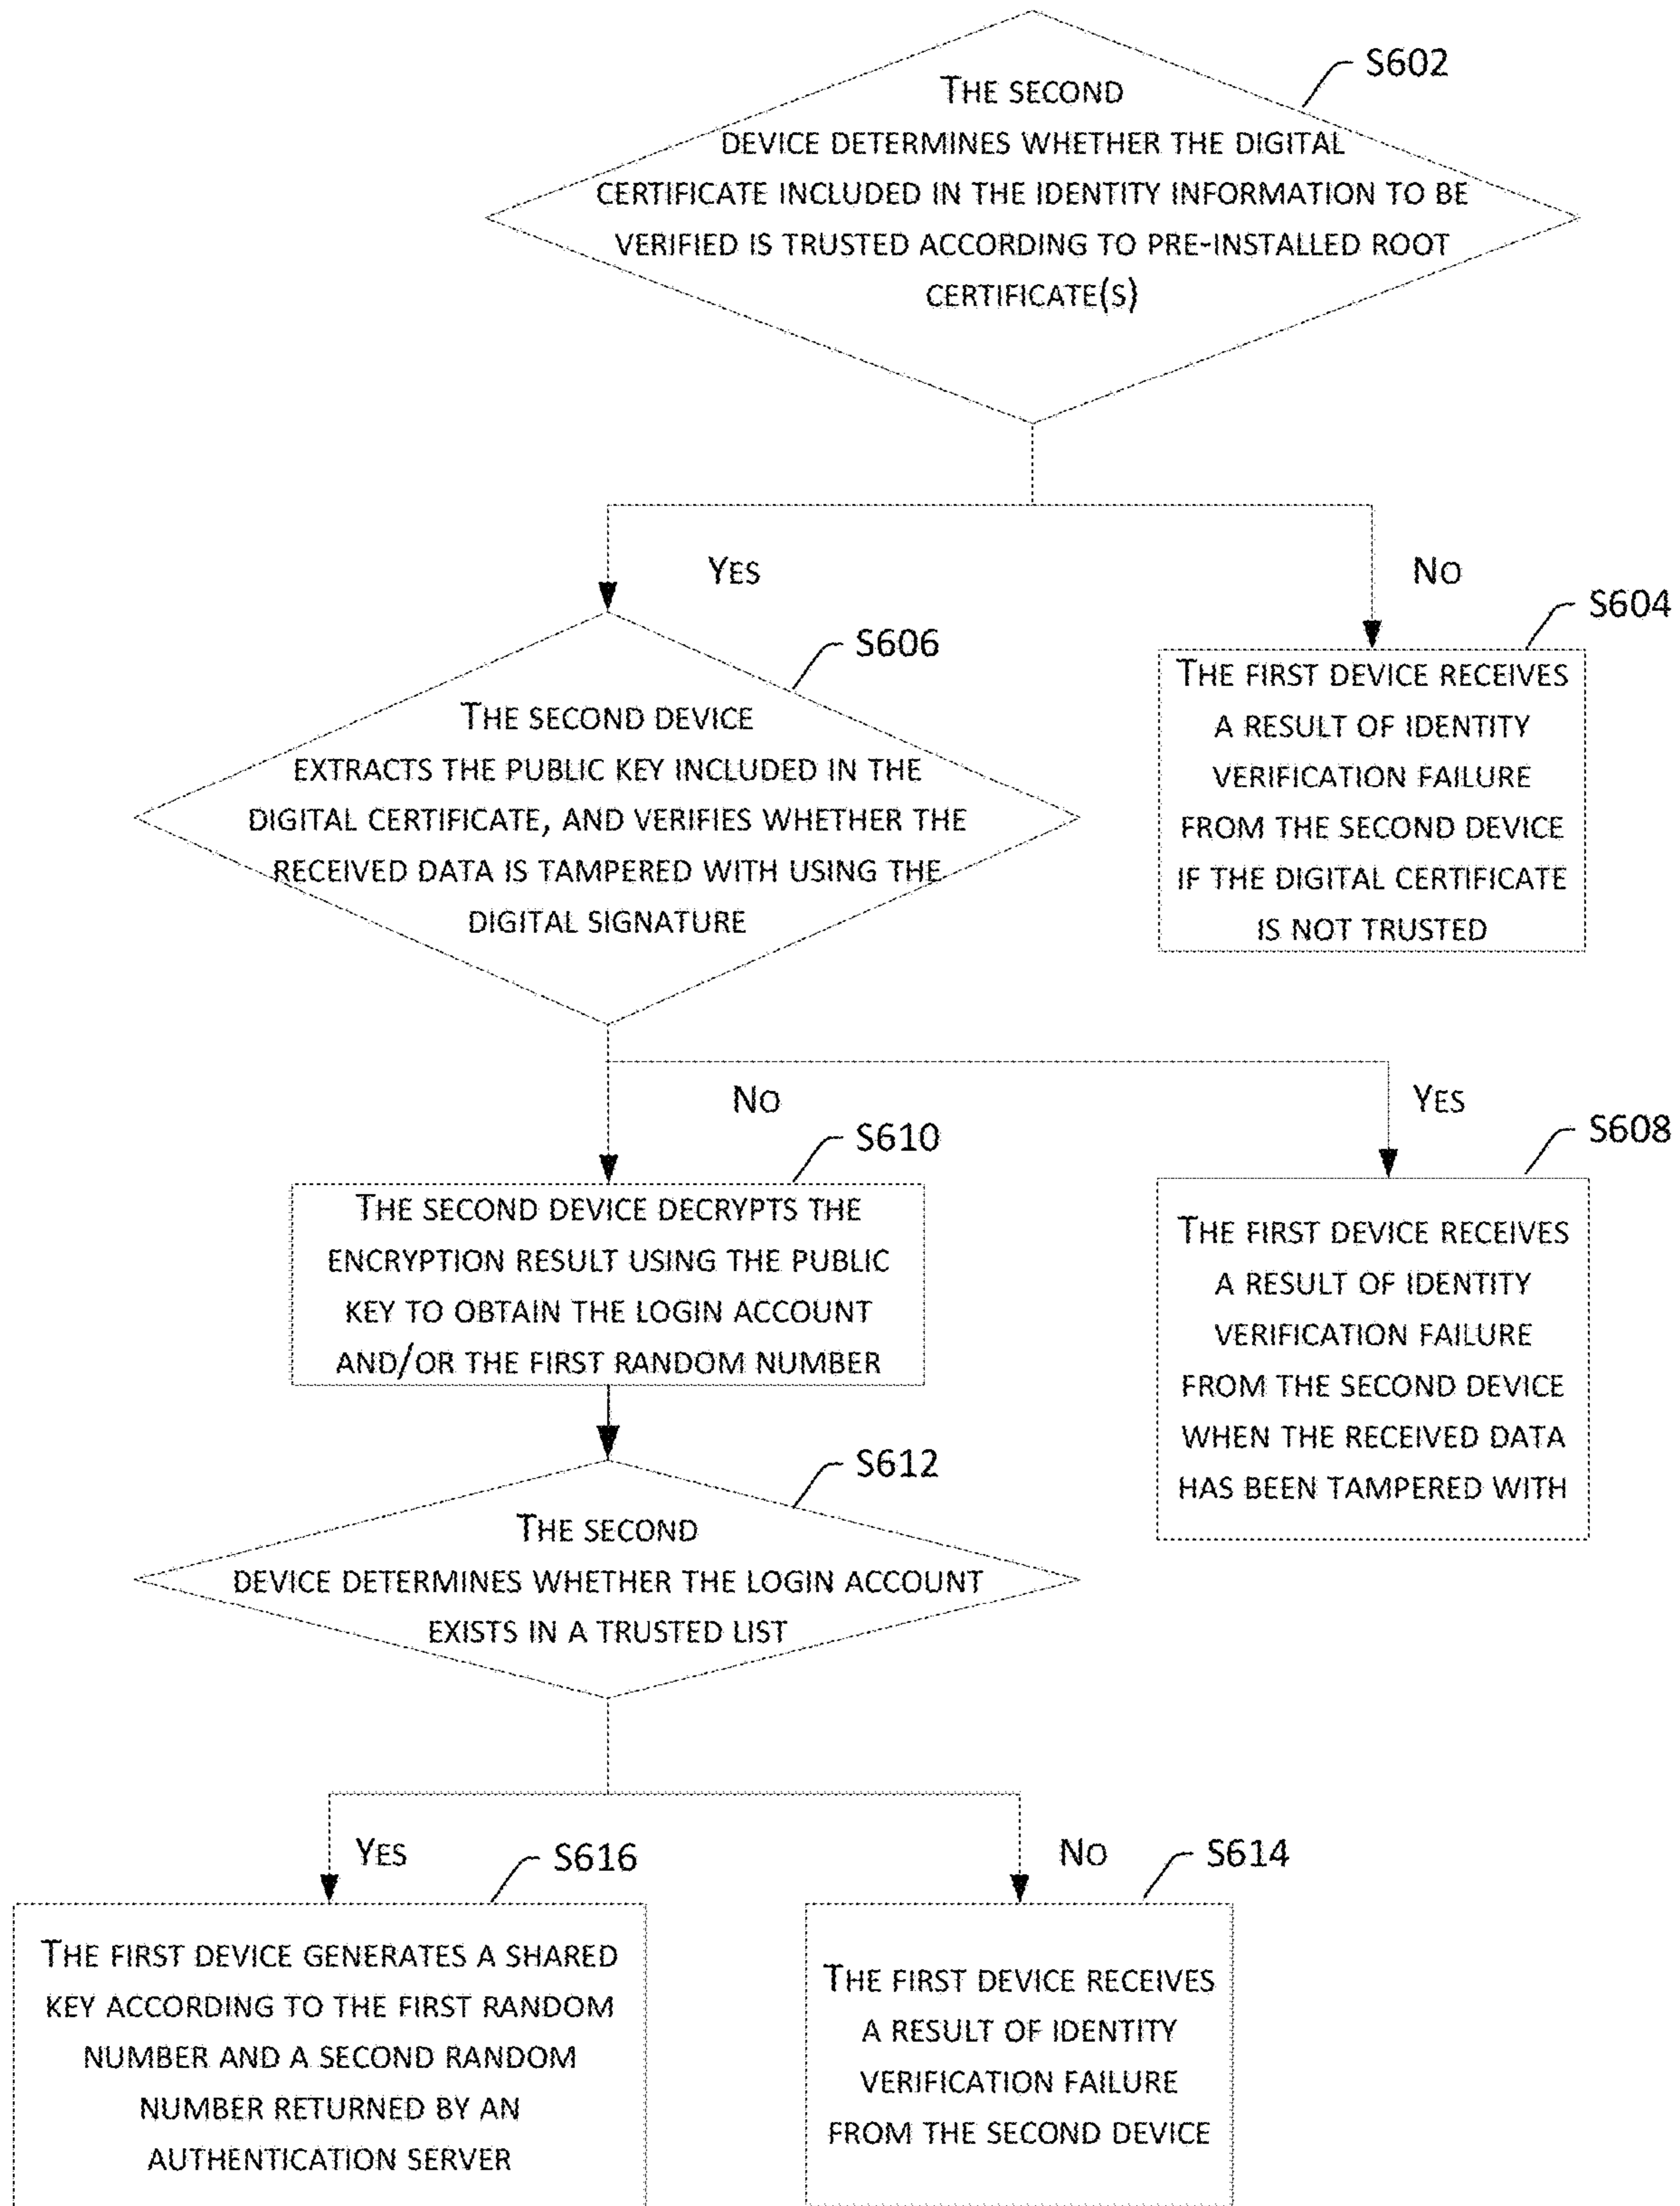 S602
The second
device determines whether the digital
certificate included in the identity information to be
verified is trusted according to pre-installed root
certificate(s)
Yes
No
S604
The first device receives
a result of identity
verification failure
from the second device
if the digital certificate
is not trusted
S606
The second device
extracts the public key included in the
digital certificate, and verifies whether the
received data is tampered with using the
digital signature
No
Yes
S608
The first device receives
a result of identity
verification failure
from the second device
when the received data
has been tampered with
S610
The second device decrypts the
encryption result using the public
key to obtain the login account
and/or the first random number
S612
The second
device determines whether the login account
exists in a trusted list
Yes
No
S616
The first device generates a shared
key according to the first random
number and a second random
number returned by an
authentication server
S614
The first device receives
a result of identity
verification failure
from the second device